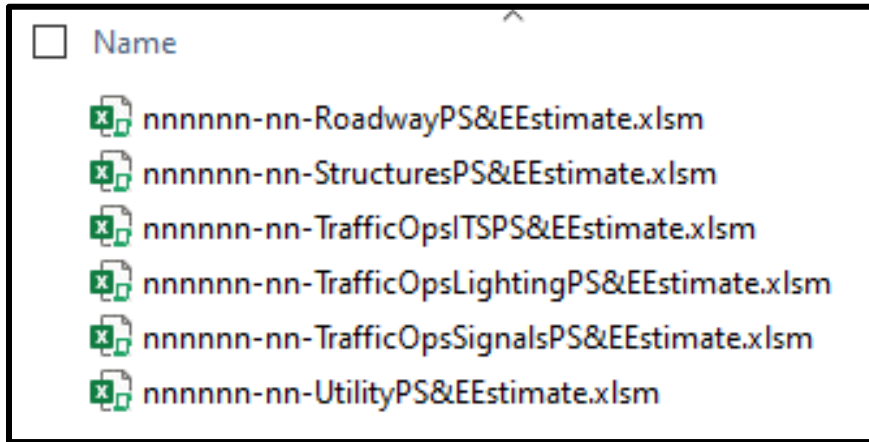 Name
nnnnnn-nn-RoadwayPS&EEstimate.xlsm
nnnnnn-nn-StructuresPS&EEstimate.xlsm
nnnnnn-nn-TrafficOpsITSPS&EEstimate.xlsm
nnnnnn-nn-TrafficOpsLightingPS&EEstimate.xlsm
nnnnnn-nn-TrafficOpsSignalsPS&EEstimate.xlsm
nnnnnn-nn-UtilityPS&EEstimate.xlsm